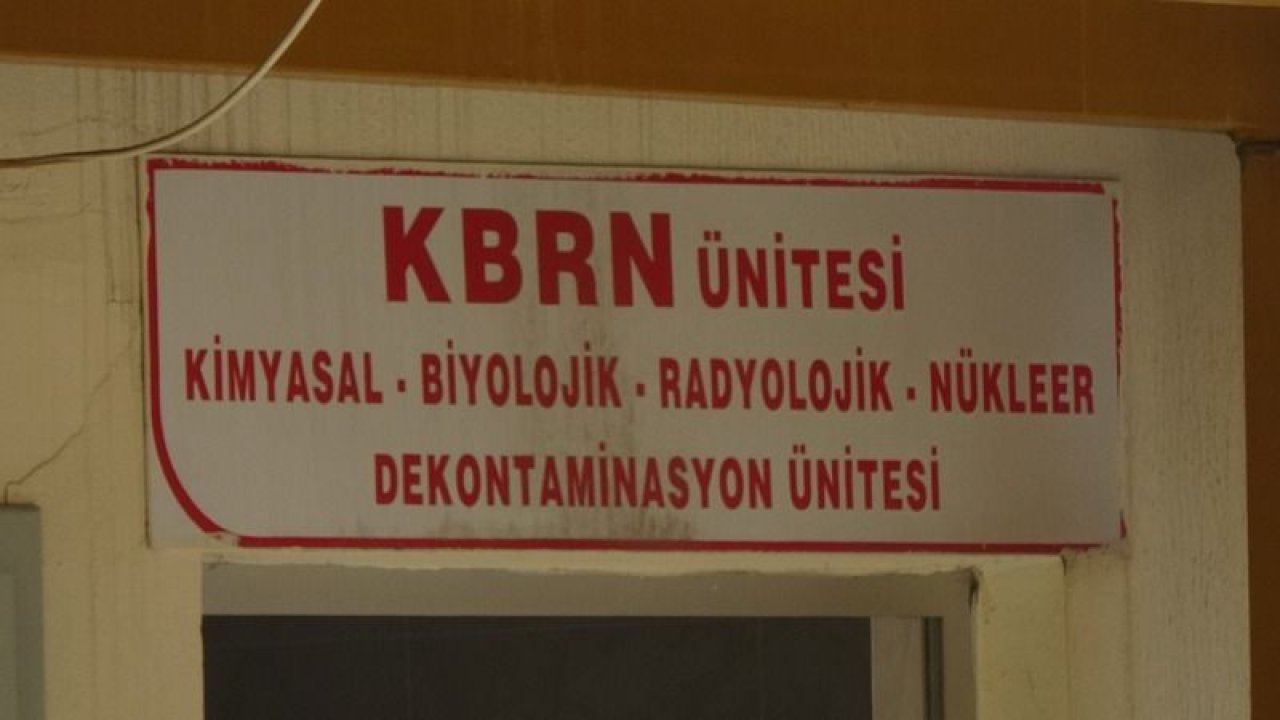 KBRN ÜNİTESİ
KİMYASAL - BİYOLOJİK - RADYOLOJİK - NÜKLEER
DEKONTAMİNASYON ÜNİTESİ